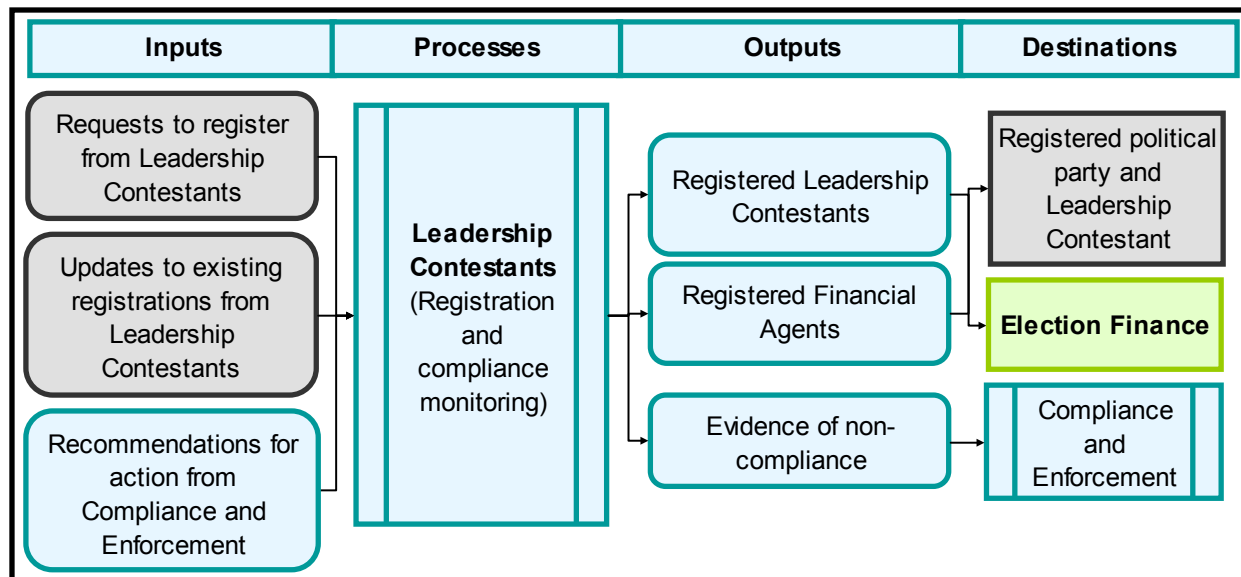 Inputs
Processes
Outputs
Destinations
Requests to register
from Leadership
Contestants
Updates to existing
registrations from
Leadership
Contestants
Recommendations for
action from
Compliance and
Enforcement
Leadership
Contestants
(Registration
and
compliance
monitoring)
Registered Leadership
Contestants
Registered Financial
Agents
Evidence of non-
compliance
Registered political
party and
Leadership
Contestant
Election Finance
Compliance
and
Enforcement